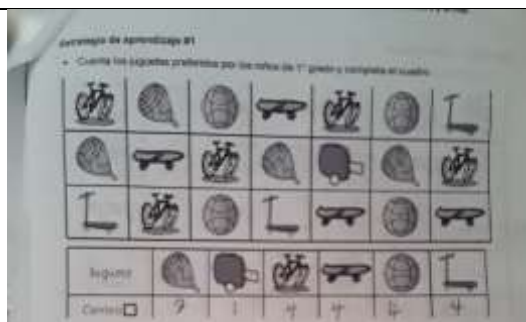 Estrategia de aprendizaje #1
• Cuenta los juguetes preferidos por los niños de 1° grado y completa el cuadro.
Juguete
Conteo
1 4 4 4